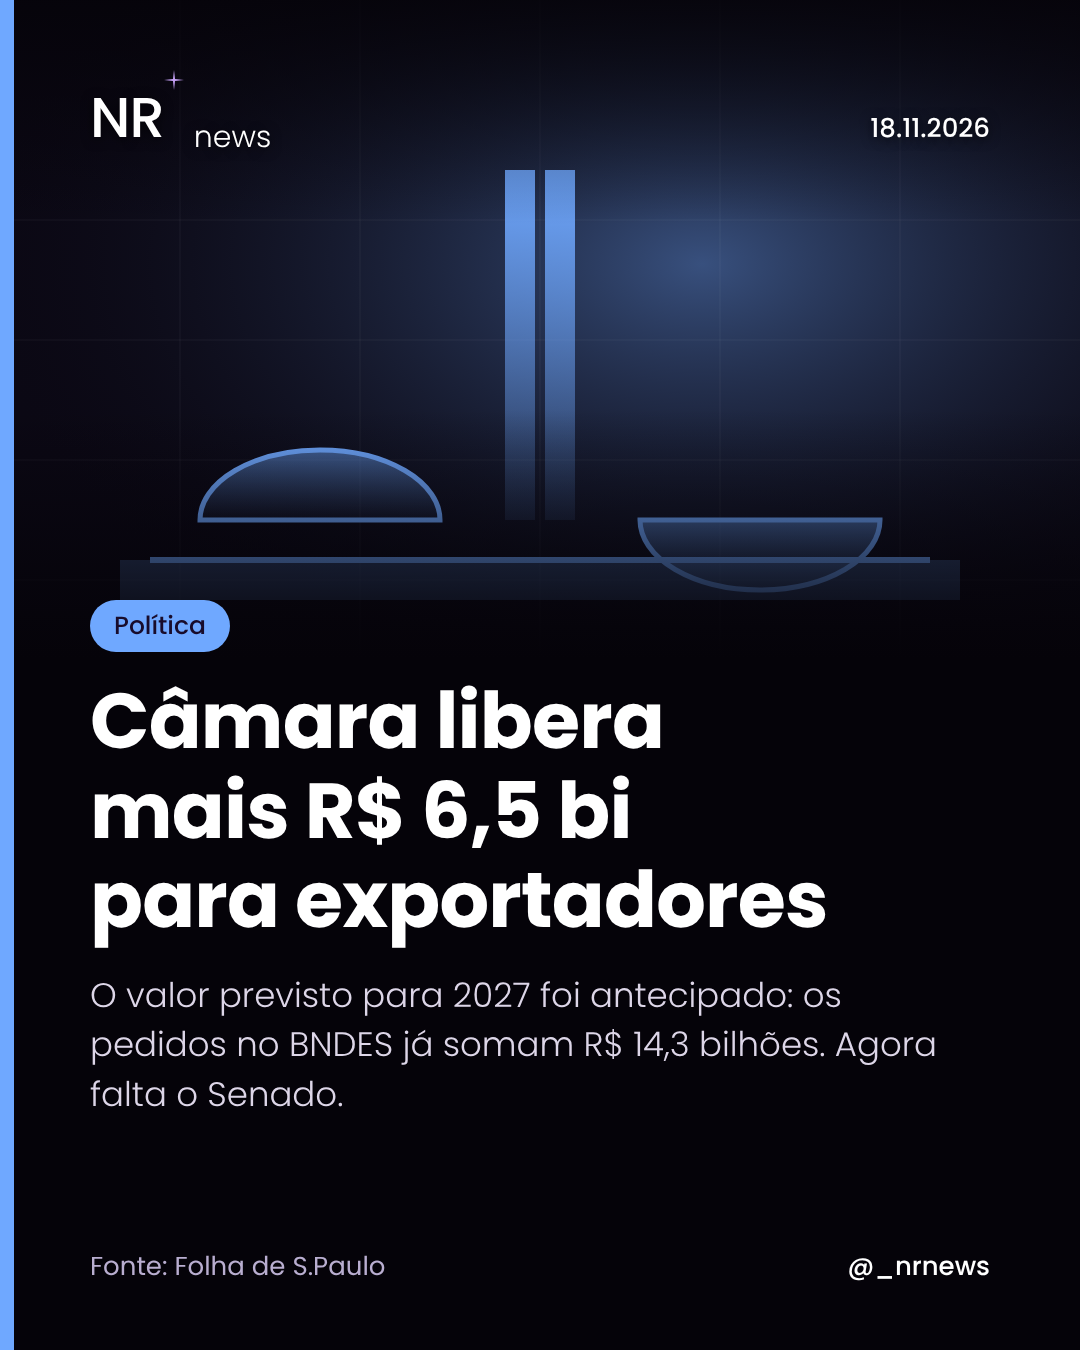 NR news
18.11.2026
Política
Câmara libera
mais R$ 6,5 bi
para exportadores
O valor previsto para 2027 foi antecipado: os
pedidos no BNDES já somam R$ 14,3 bilhões. Agora
falta o Senado.
Fonte: Folha de S.Paulo
@_nrnews